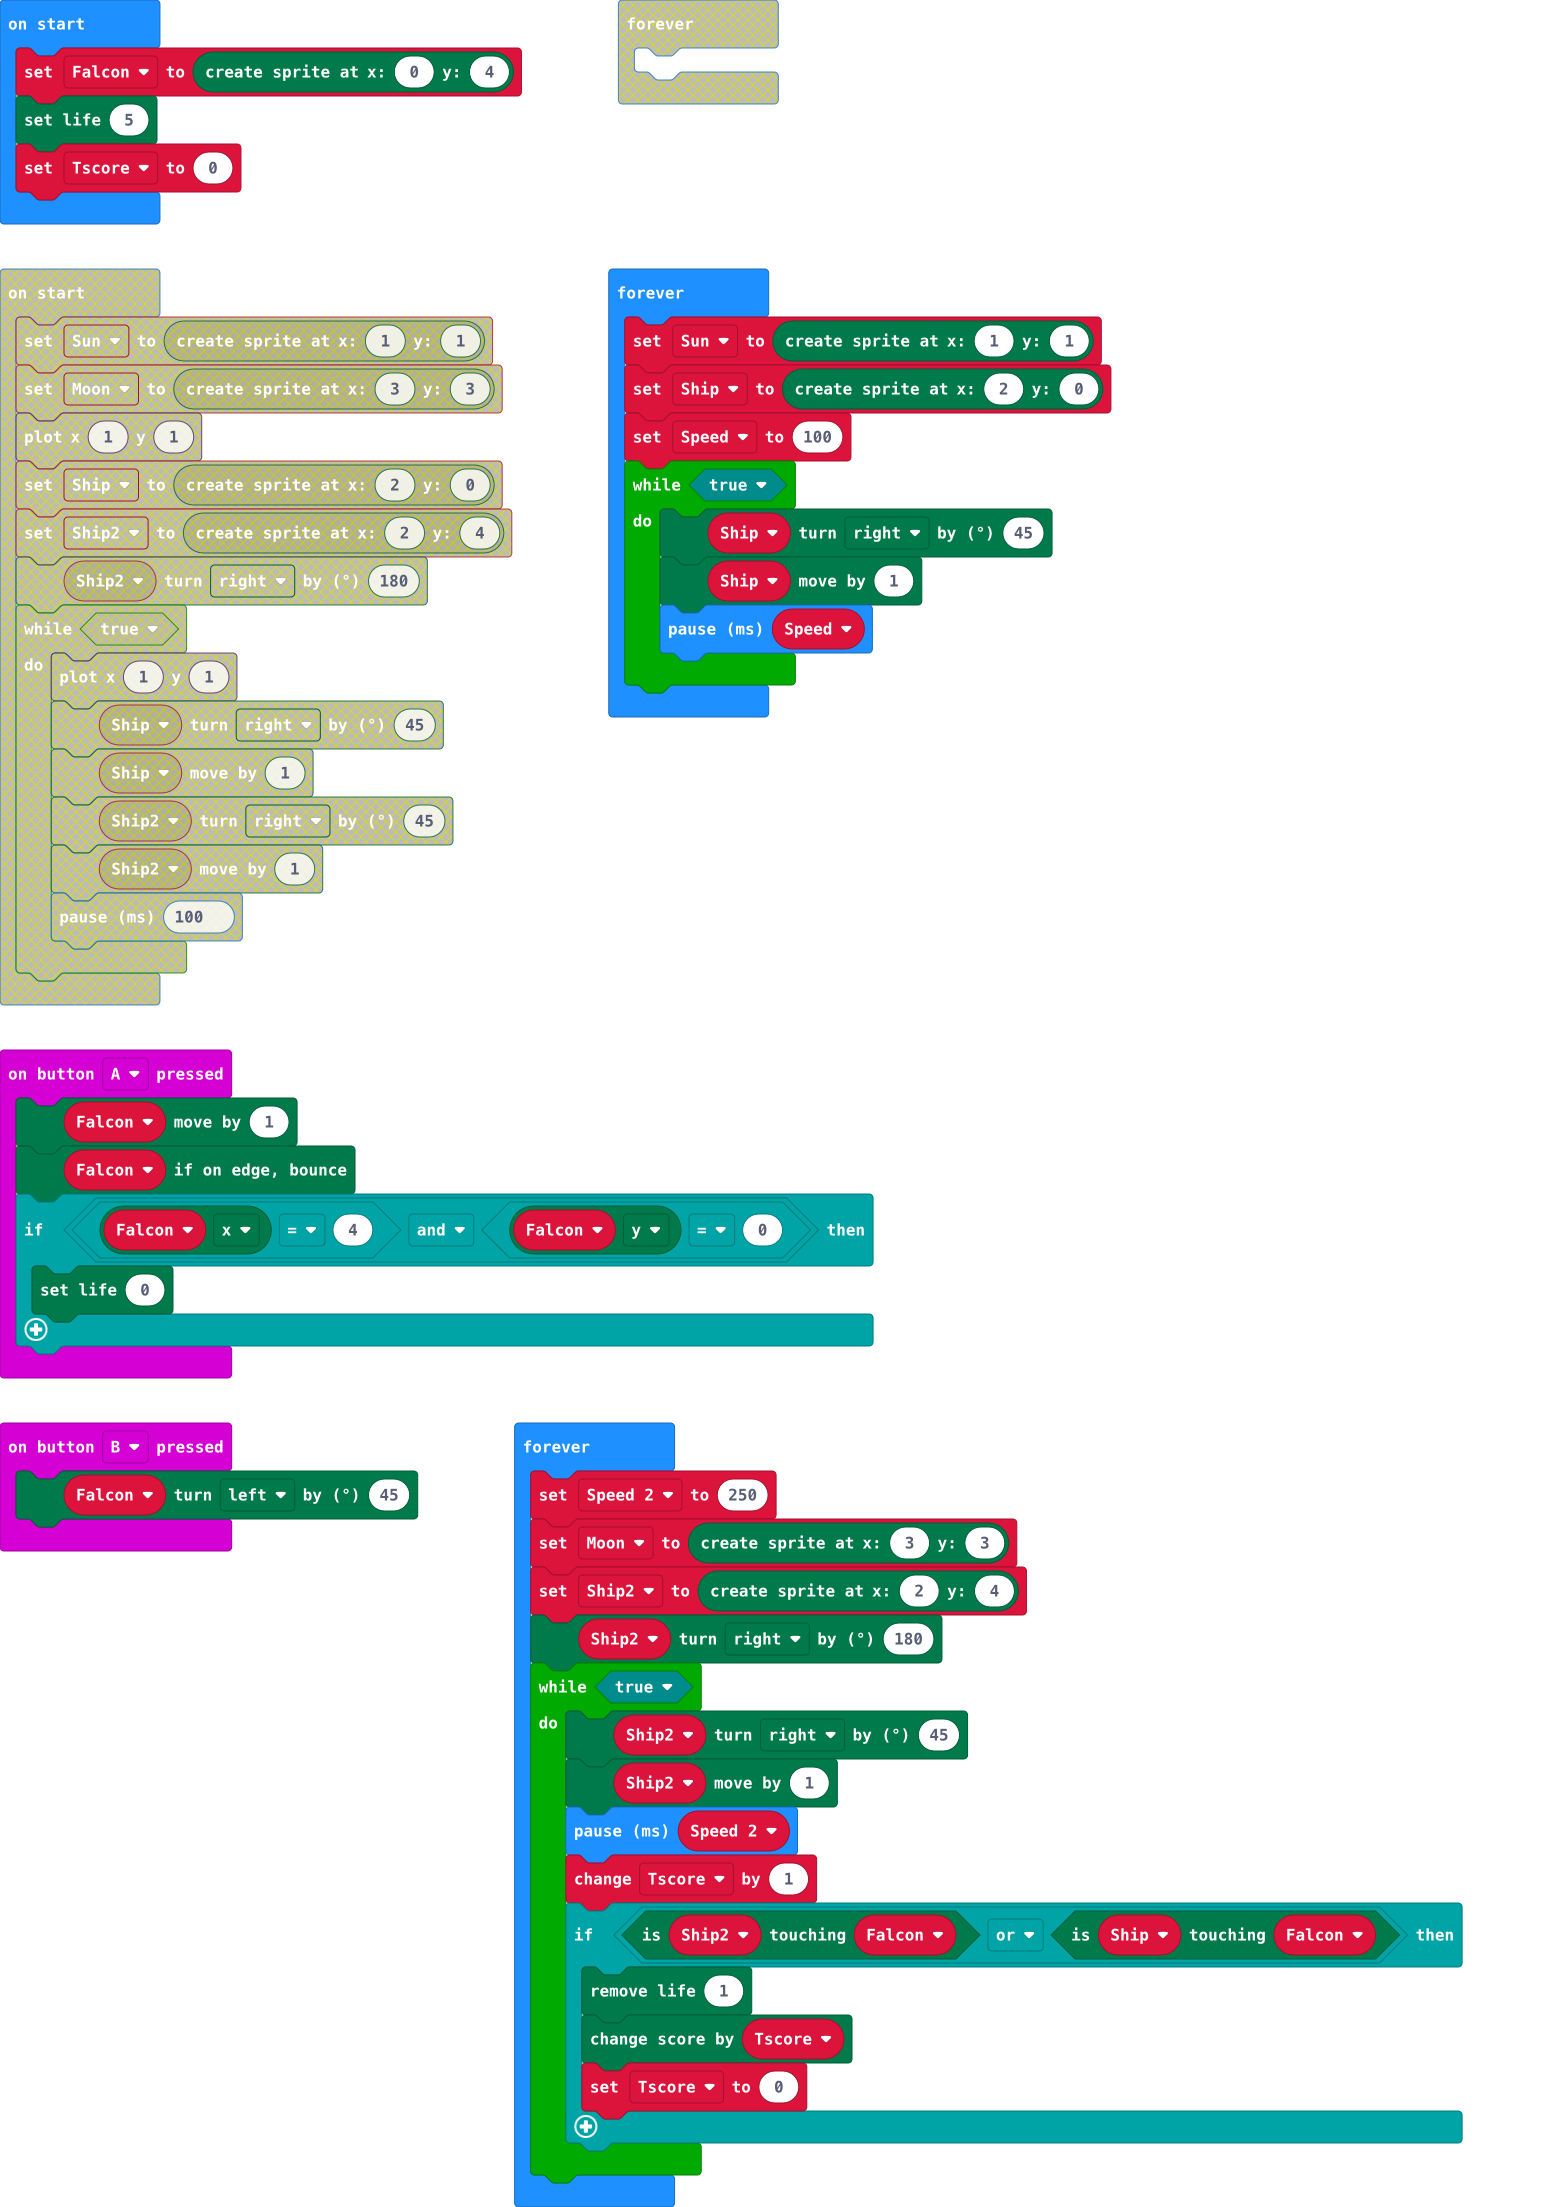 on start
set Falcon to create sprite at x: 0 y: 4
set life 5
set Tscore to 0
forever
on start
set Sun to create sprite at x: 1 y: 1
set Moon to create sprite at x: 3 y: 3
plot x 1 y 1
set Ship to create sprite at x: 2 y: 0
set Ship2 to create sprite at x: 2 y: 4
Ship2 turn right by (°) 180
while true
do
plot x 1 y 1
Ship turn right by (°) 45
Ship move by 1
Ship2 turn right by (°) 45
Ship2 move by 1
pause (ms) 100
forever
set Sun to create sprite at x: 1 y: 1
set Ship to create sprite at x: 2 y: 0
set Speed to 100
while true
do
Ship turn right by (°) 45
Ship move by 1
pause (ms) Speed
on button A pressed
Falcon move by 1
Falcon if on edge, bounce
if Falcon x = 4 and Falcon y = 0 then
set life 0
on button B pressed
Falcon turn left by (°) 45
forever
set Speed 2 to 250
set Moon to create sprite at x: 3 y: 3
set Ship2 to create sprite at x: 2 y: 4
Ship2 turn right by (°) 180
while true
do
Ship2 turn right by (°) 45
Ship2 move by 1
pause (ms) Speed 2
change Tscore by 1
if is Ship2 touching Falcon or is Ship touching Falcon then
remove life 1
change score by Tscore
set Tscore to 0